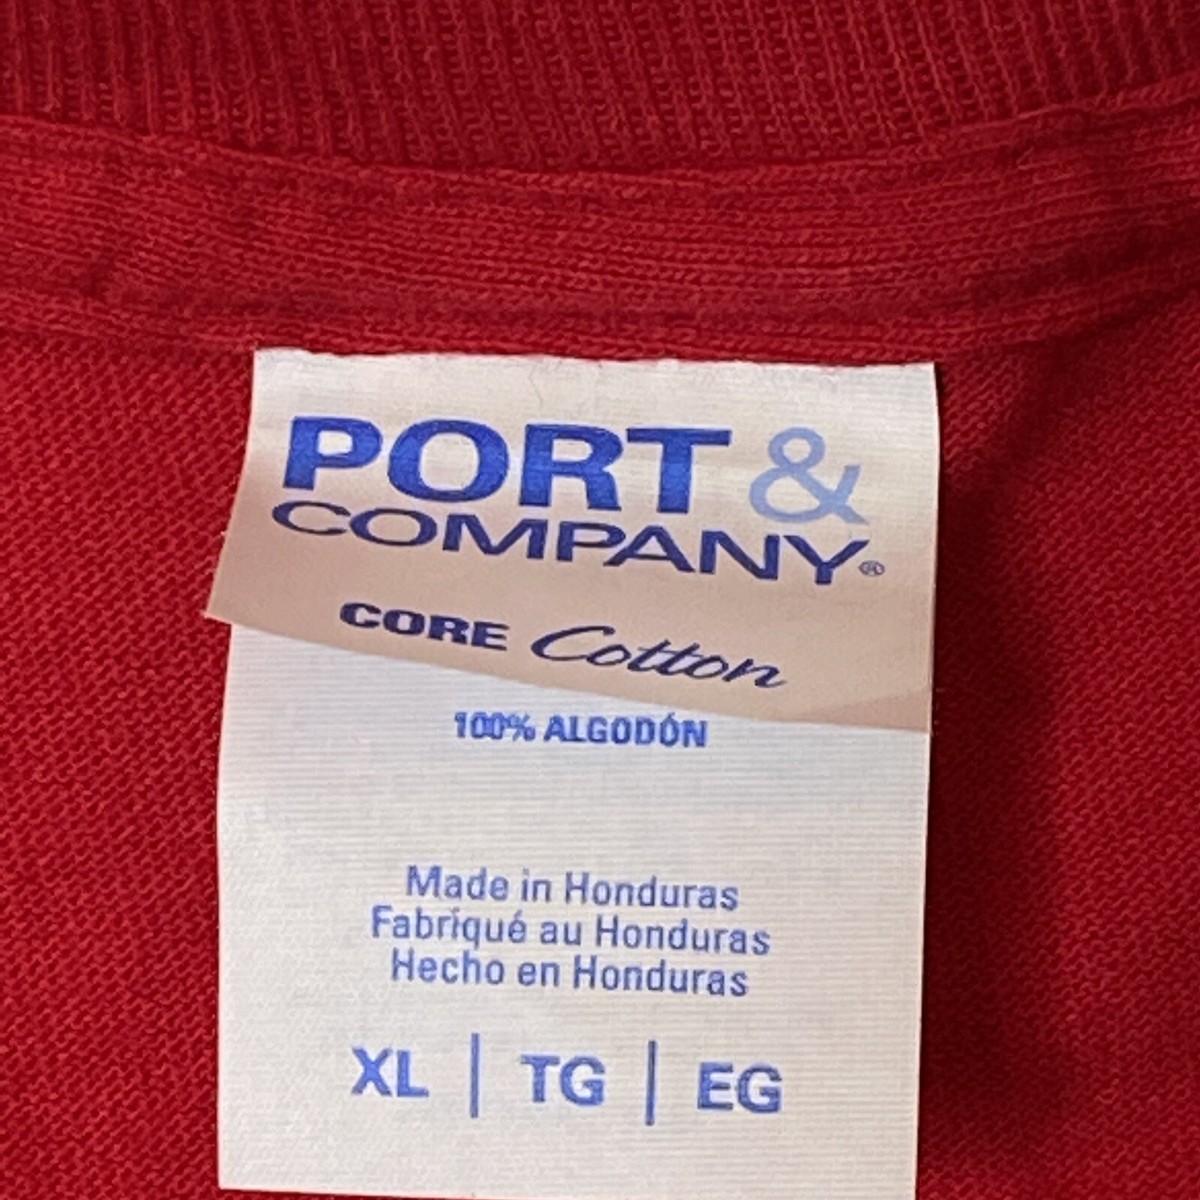 PORT &
COMPANY®
CORE Cotton
100% ALGODÓN
Made in Honduras
Fabriqué au Honduras
Hecho en Honduras
XL | TG | EG